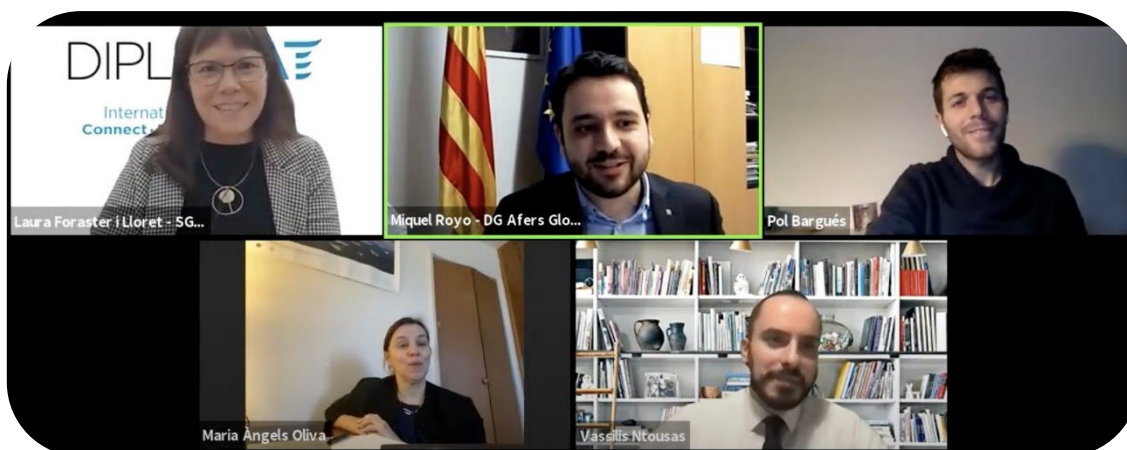 DIPL
AT
Internat
Connect
Laura Foraster i Lloret - SG...
Miquel Royo - DG Afers Glo...
Pol Bargués
Maria Àngels Oliva
Vassilis Ntousas